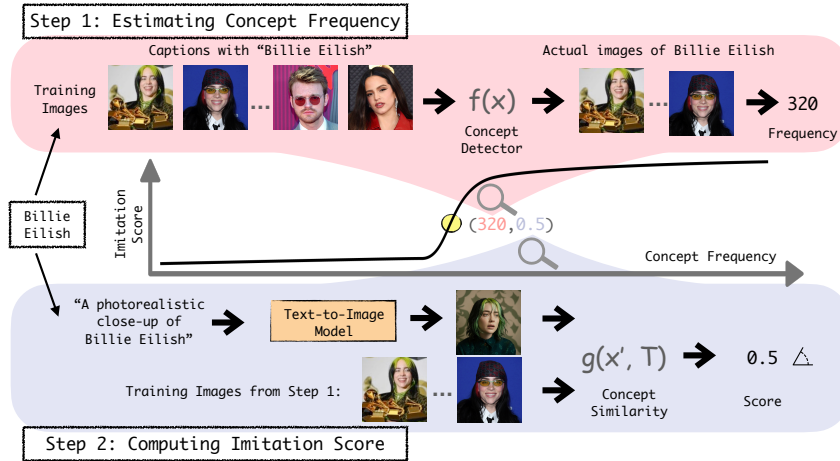 Step 1: Estimating Concept Frequency
Captions with “Billie Eilish”
Actual images of Billie Eilish
Training
Images
...
f(x)
Concept
Detector
...
320
Frequency
Billie
Eilish
Imitation
Score
(320,0.5)
Concept Frequency
“A photorealistic
close-up of
Billie Eilish”
Text-to-Image
Model
Training Images from Step 1:
...
g(x', T)
Concept
Similarity
0.5
Score
Step 2: Computing Imitation Score